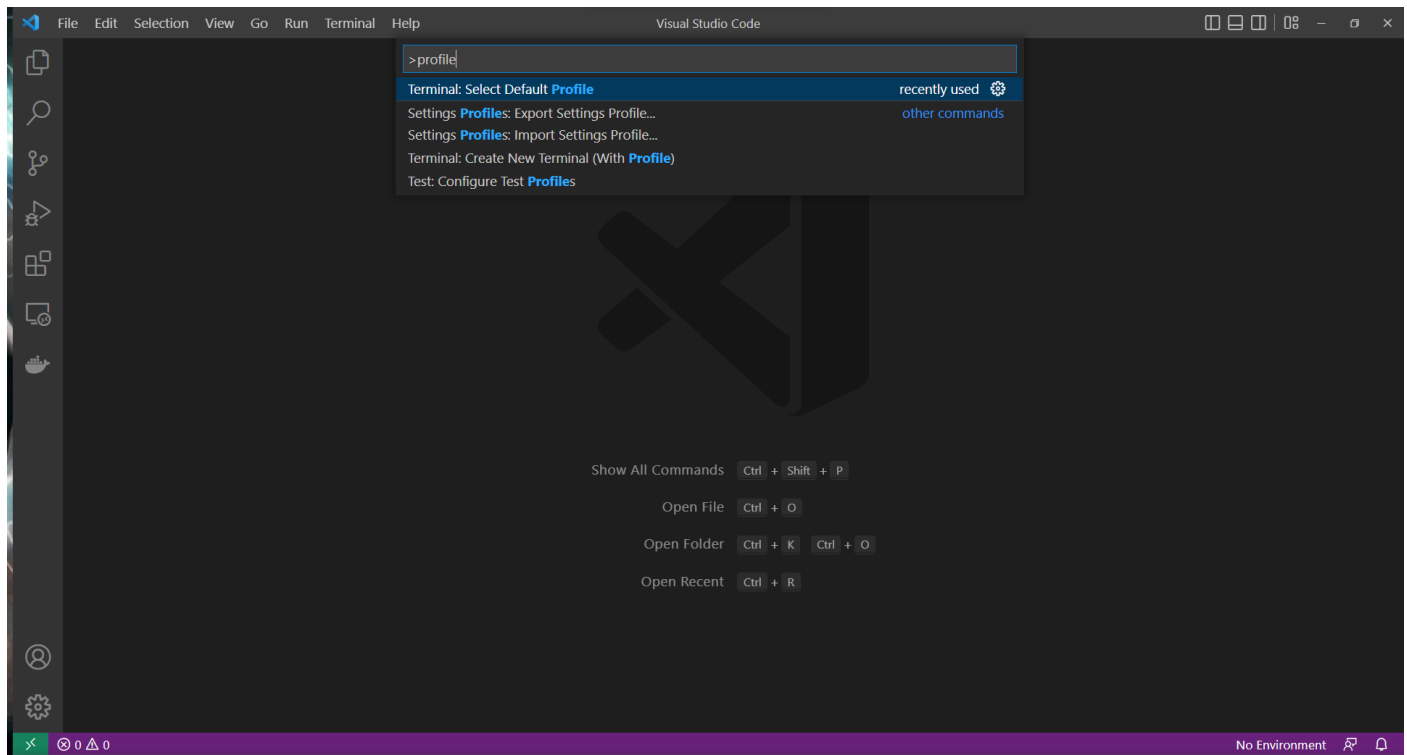 File Edit Selection View Go Run Terminal Help Visual Studio Code
>profile
Terminal: Select Default Profile recently used
Settings Profiles: Export Settings Profile... other commands
Settings Profiles: Import Settings Profile...
Terminal: Create New Terminal (With Profile)
Test: Configure Test Profiles
Show All Commands Ctrl + Shift + P
Open File Ctrl + O
Open Folder Ctrl + K Ctrl + O
Open Recent Ctrl + R
0 0 No Environment